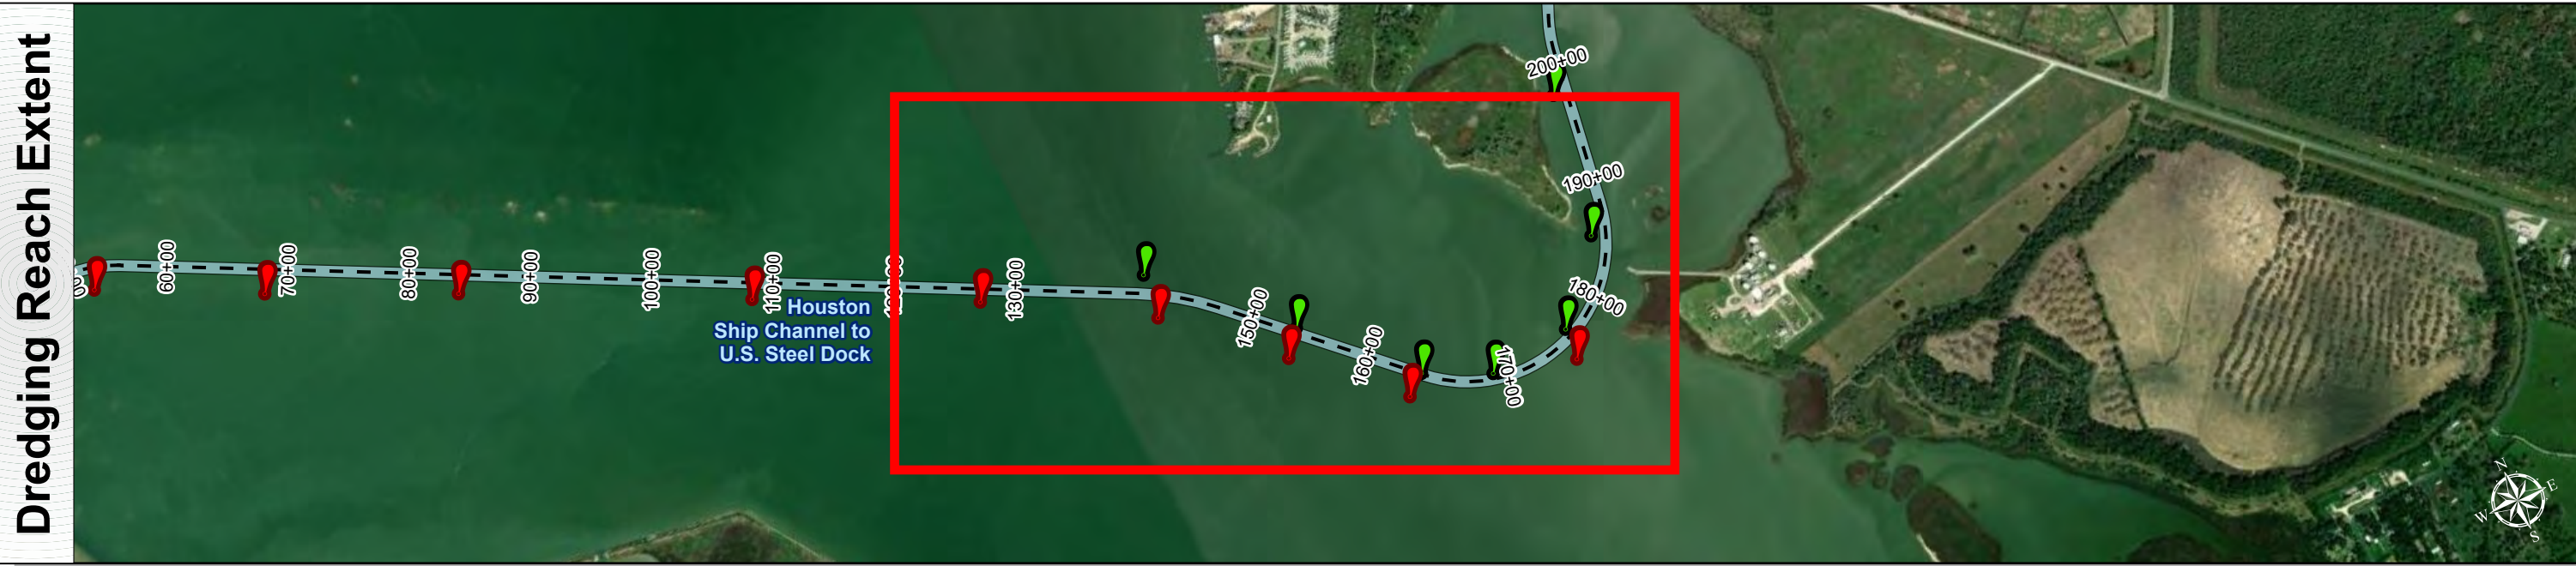 Dredging Reach Extent
60+00
70+00
80+00
90+00
100+00
110+00
130+00
150+00
160+00
170+00
180+00
190+00
200+00
Houston
Ship Channel to
U.S. Steel Dock
N
E
S
W